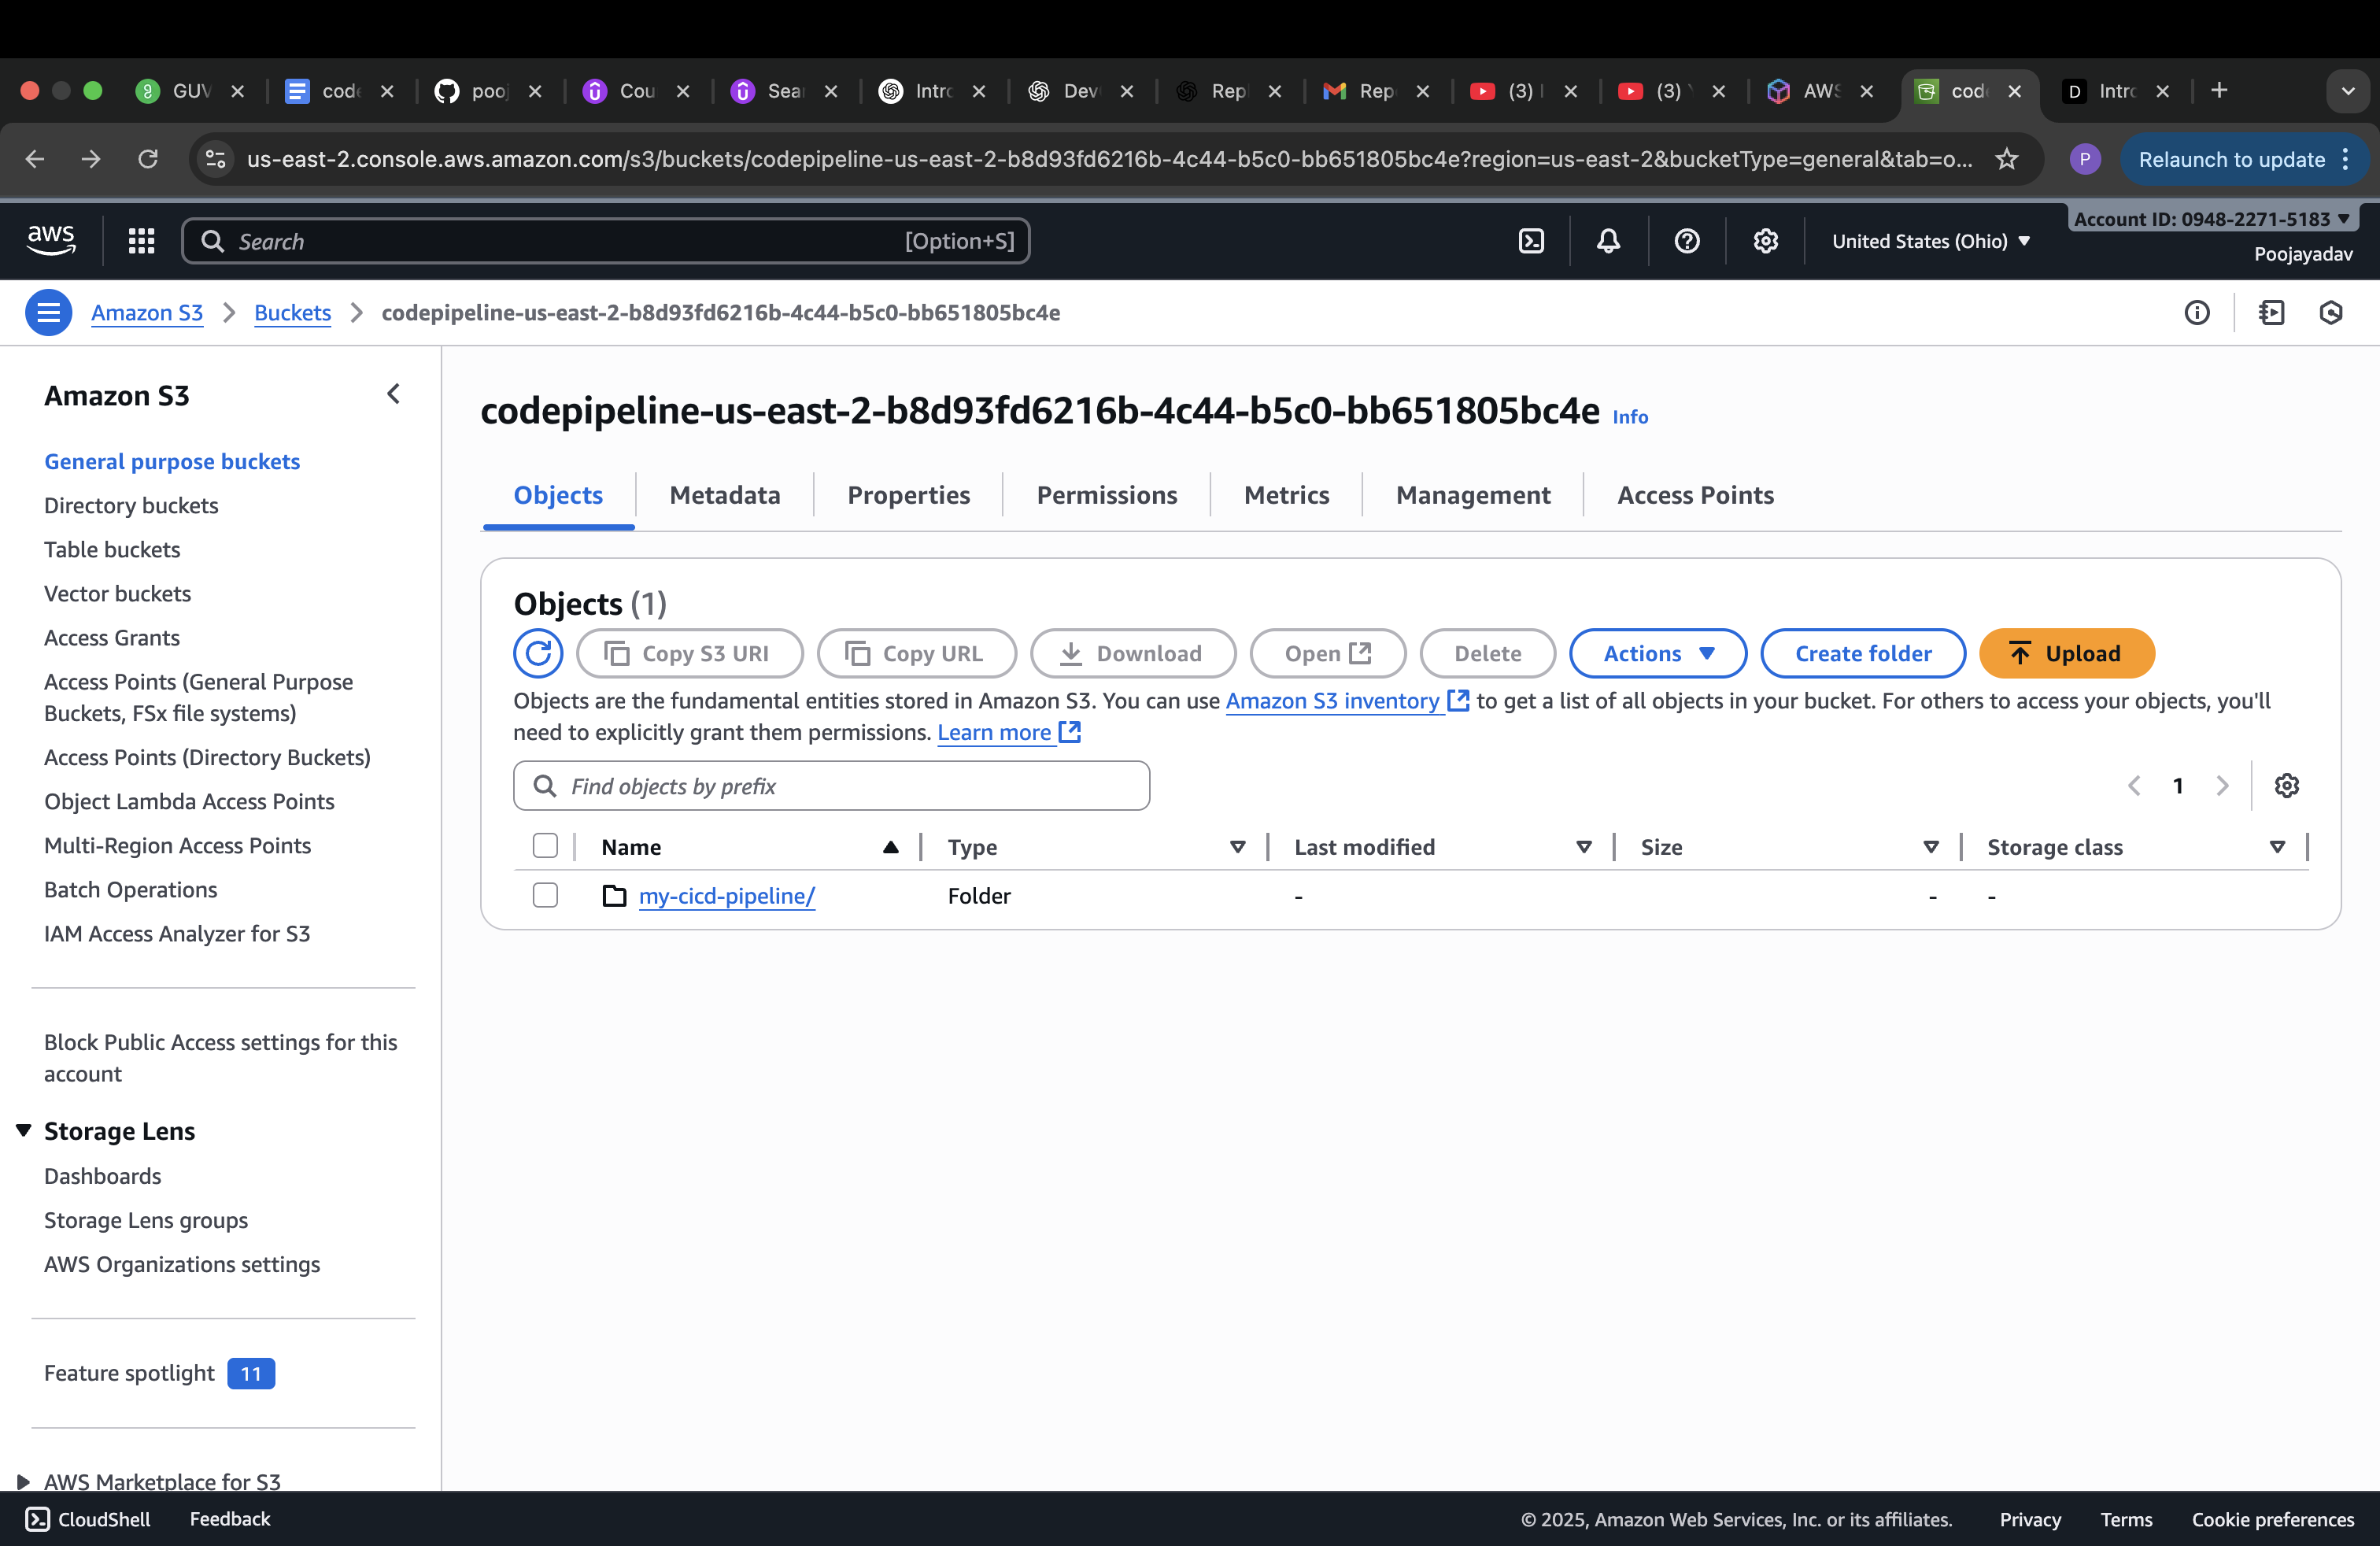 GUV
code
pooj
Cou
Sear
Intro
Dev
Repl
Rep
(3)
(3)
AWS
code
Intro
us-east-2.console.aws.amazon.com/s3/buckets/codepipeline-us-east-2-b8d93fd6216b-4c44-b5c0-bb651805bc4e?region=us-east-2&bucketType=general&tab=o...
P
Relaunch to update
aws
Search
[Option+S]
United States (Ohio)
Account ID: 0948-2271-5183
Poojayadav
Amazon S3 > Buckets > codepipeline-us-east-2-b8d93fd6216b-4c44-b5c0-bb651805bc4e
Amazon S3
General purpose buckets
Directory buckets
Table buckets
Vector buckets
Access Grants
Access Points (General Purpose
Buckets, FSx file systems)
Access Points (Directory Buckets)
Object Lambda Access Points
Multi-Region Access Points
Batch Operations
IAM Access Analyzer for S3
Block Public Access settings for this
account
Storage Lens
Dashboards
Storage Lens groups
AWS Organizations settings
Feature spotlight 11
AWS Marketplace for S3
codepipeline-us-east-2-b8d93fd6216b-4c44-b5c0-bb651805bc4e Info
Objects Metadata Properties Permissions Metrics Management Access Points
Objects (1)
Copy S3 URI Copy URL Download Open Delete Actions Create folder Upload
Objects are the fundamental entities stored in Amazon S3. You can use Amazon S3 inventory to get a list of all objects in your bucket. For others to access your objects, you'll
need to explicitly grant them permissions. Learn more
Find objects by prefix
1
Name Type Last modified Size Storage class
my-cicd-pipeline/ Folder - - -
CloudShell Feedback
© 2025, Amazon Web Services, Inc. or its affiliates. Privacy Terms Cookie preferences